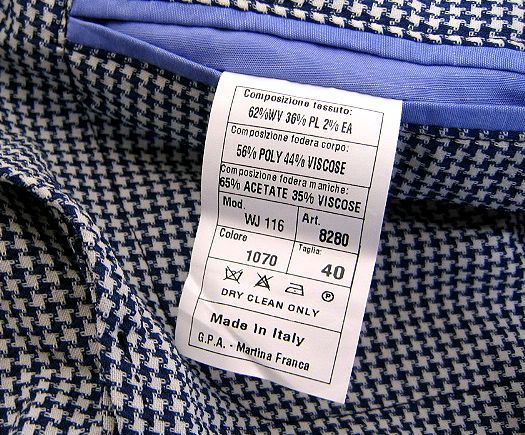 Composizione tessuto:
62%WV 36% PL 2% EA
Composizione fodera corpo:
56% POLY 44% VISCOSE
Composizione fodera maniche:
65% ACETATE 35% VISCOSE
Mod. Art.
WJ 116 8280
Colore Taglia:
1070 40
P
DRY CLEAN ONLY
Made in Italy
G.P.A. - Martina Franca